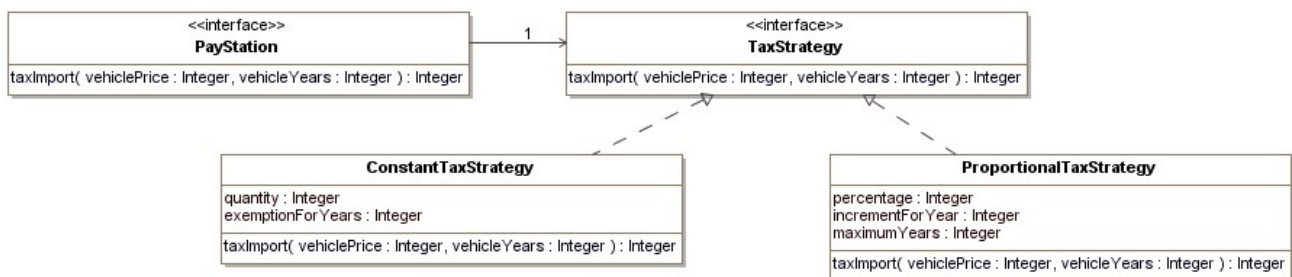 <<interface>>
PayStation
taxImport( vehiclePrice : Integer, vehicleYears : Integer ) : Integer
1
<<interface>>
TaxStrategy
taxImport( vehiclePrice : Integer, vehicleYears : Integer ) : Integer
ConstantTaxStrategy
quantity : Integer
exemptionForYears : Integer
taxImport( vehiclePrice : Integer, vehicleYears : Integer ) : Integer
ProportionalTaxStrategy
percentage : Integer
incrementForYear : Integer
maximumYears : Integer
taxImport( vehiclePrice : Integer, vehicleYears : Integer ) : Integer